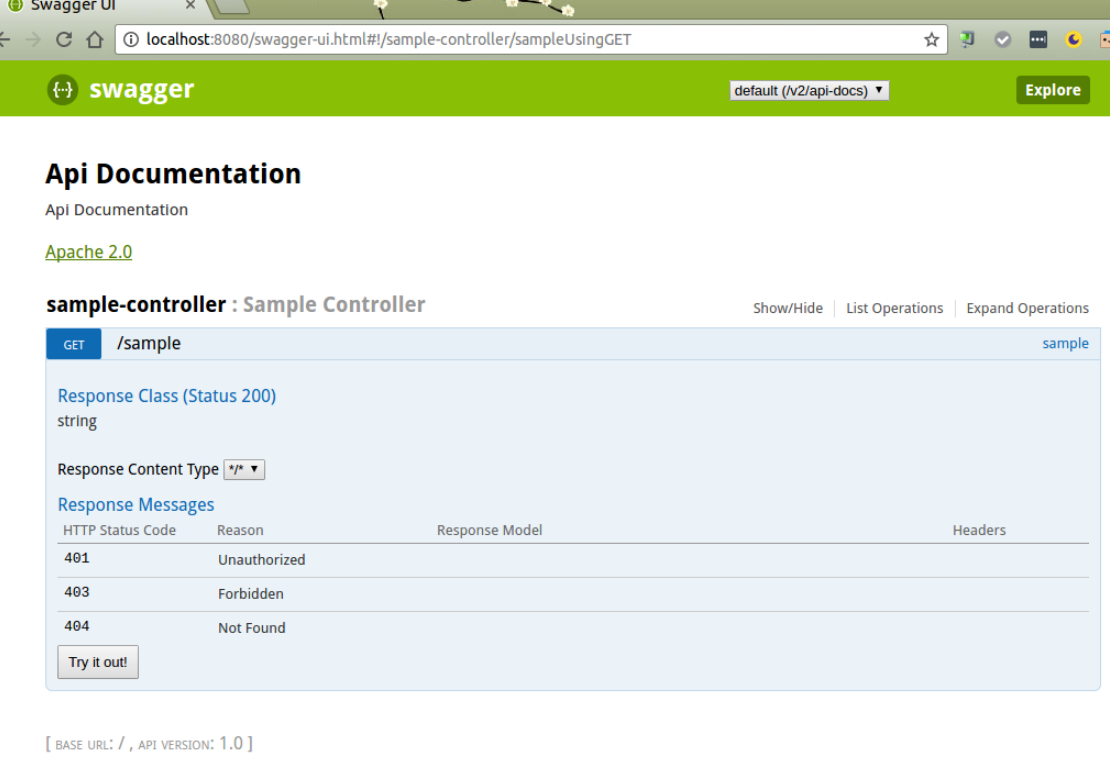 Swagger UI
localhost:8080/swagger-ui.html#!/sample-controller/sampleUsingGET
swagger default (/v2/api-docs) Explore
Api Documentation
Api Documentation
Apache 2.0
sample-controller : Sample Controller Show/Hide List Operations Expand Operations
GET /sample sample
Response Class (Status 200)
string
Response Content Type */*
Response Messages
HTTP Status Code Reason Response Model Headers
401 Unauthorized
403 Forbidden
404 Not Found
Try it out!
[ BASE URL: / , API VERSION: 1.0 ]